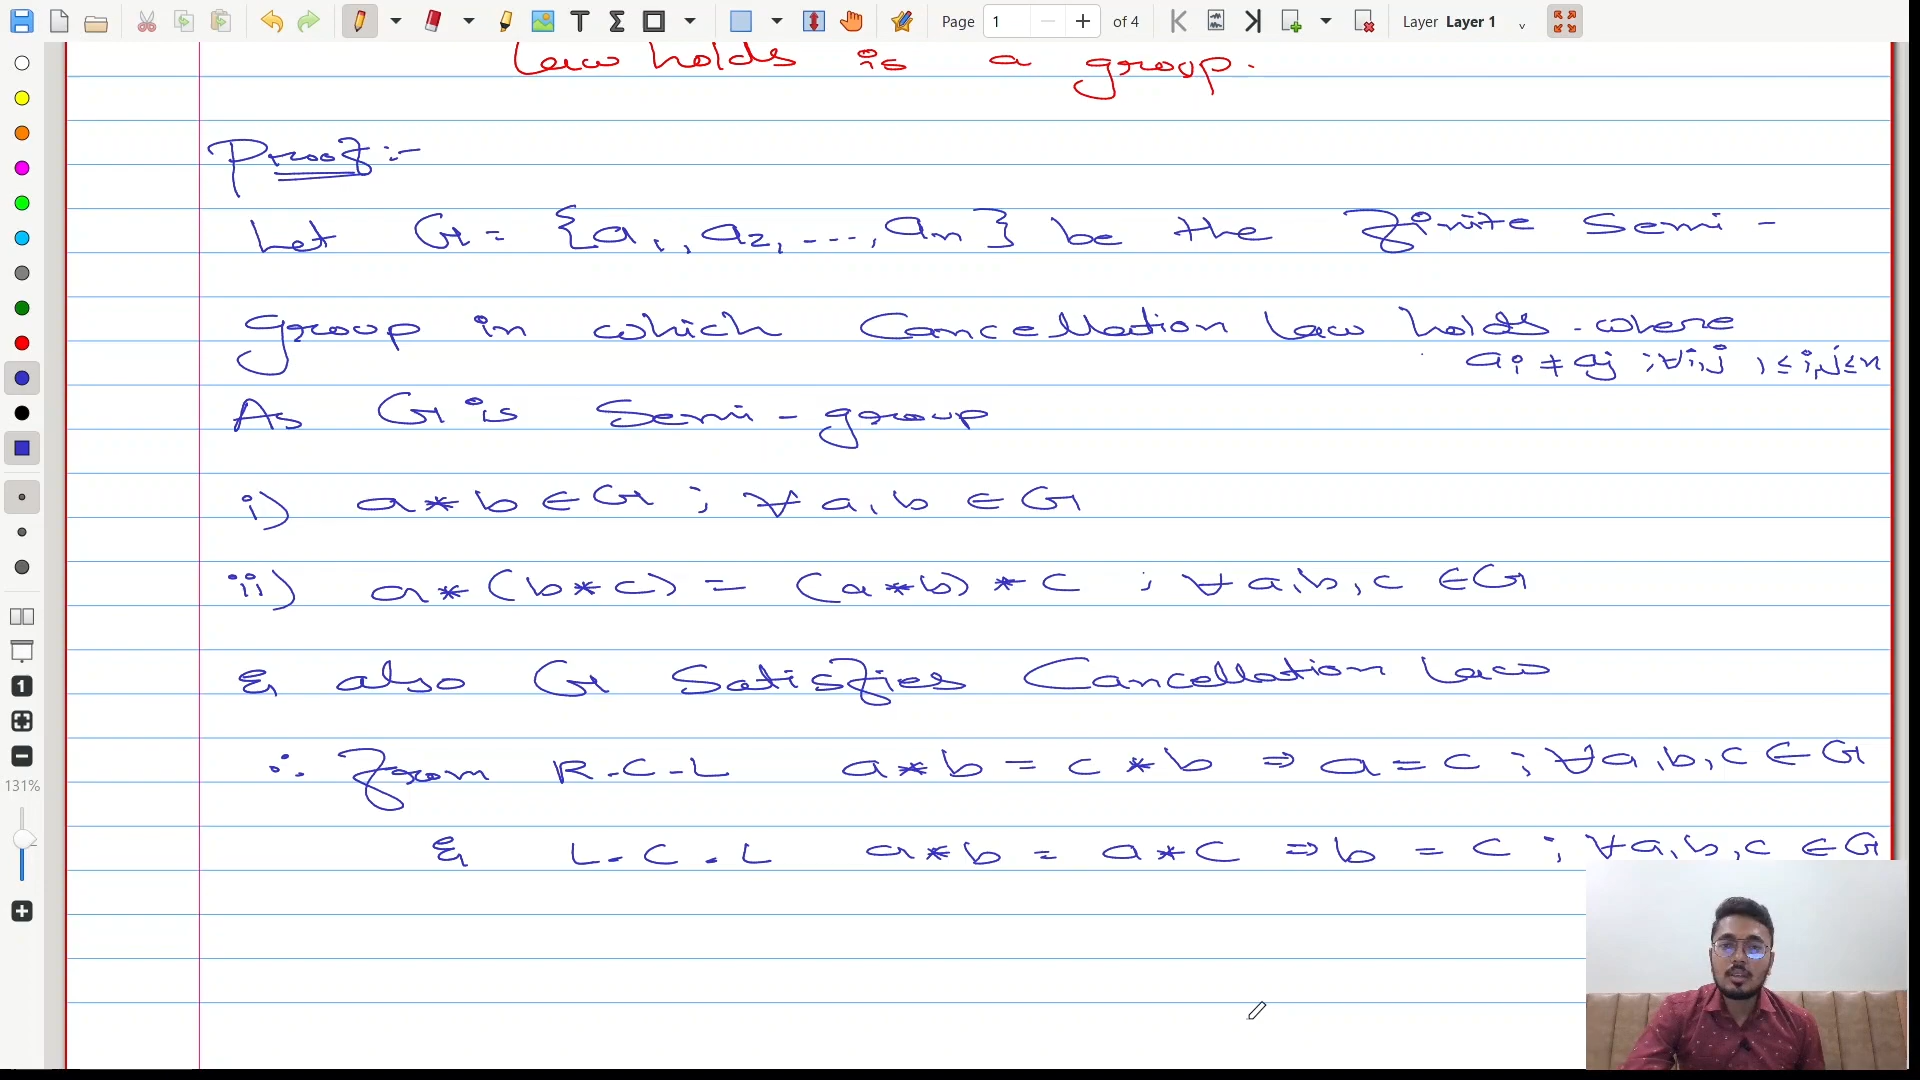 Page 1 of 4 Layer Layer 1
law holds is a group.
Proof :-
Let G = {a1, a2, ..., an} be the finite Semi -
group in which Cancellation law holds. where
ai ≠ aj ; ∀ i, j 1 ≤ i, j ≤ n
As G is Semi - group
i) a * b ∈ G ; ∀ a, b ∈ G
ii) a * (b * c) = (a * b) * c ; ∀ a, b, c ∈ G
& also G Satisfies Cancellation law
∴ from R.C.L a * b = c * b ⇒ a = c ; ∀ a, b, c ∈ G
& L.C.L a * b = a * c ⇒ b = c ; ∀ a, b, c ∈ G
131%